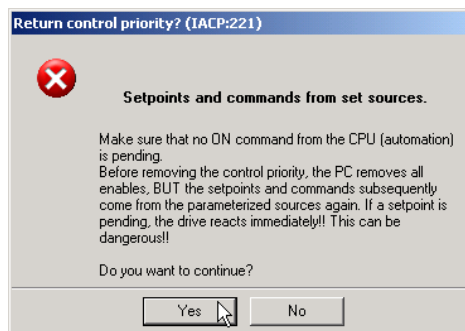 Return control priority? (IACP:221)
Setpoints and commands from set sources.
Make sure that no ON command from the CPU (automation)
is pending.
Before removing the control priority, the PC removes all
enables, BUT the setpoints and commands subsequently
come from the parameterized sources again. If a setpoint is
pending, the drive reacts immediately!! This can be
dangerous!!
Do you want to continue?
Yes
No